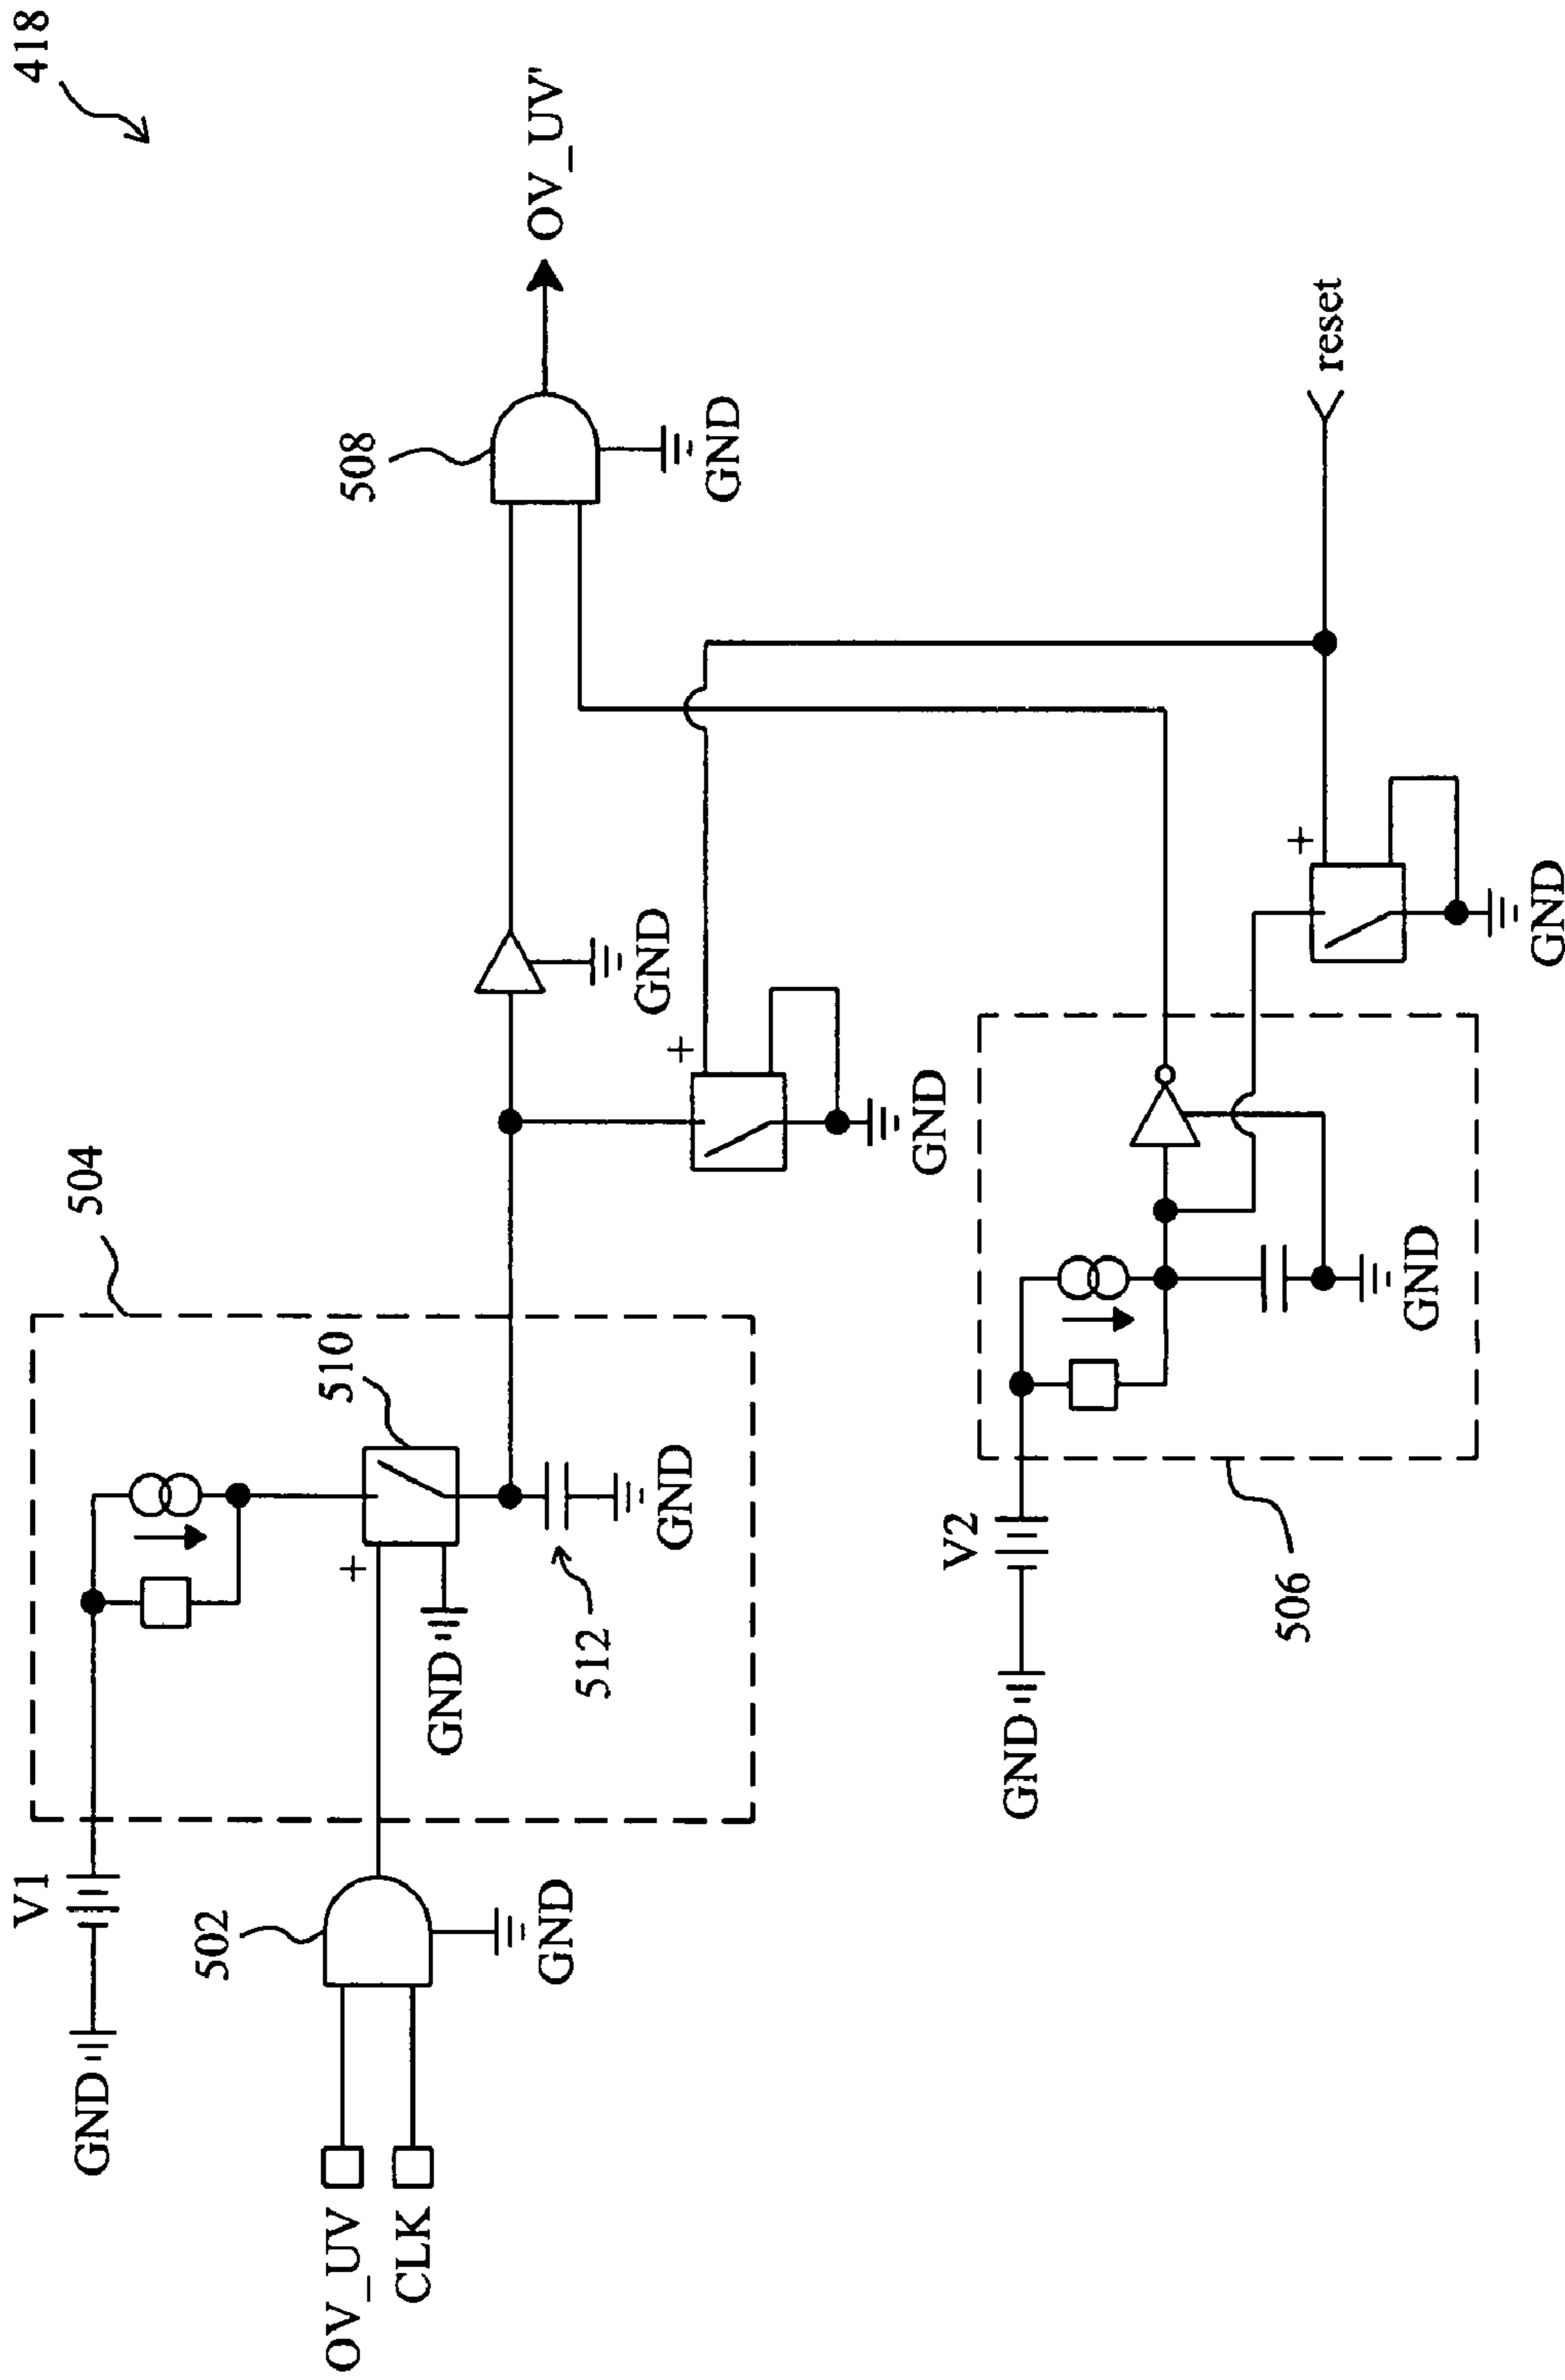 418
OV_UV'
508
GND
reset
504
GND
+
GND
+
GND
510
V1
+
GND
GND
512
502
GND
GND
OV_UV
CLK
V2
GND
GND
506